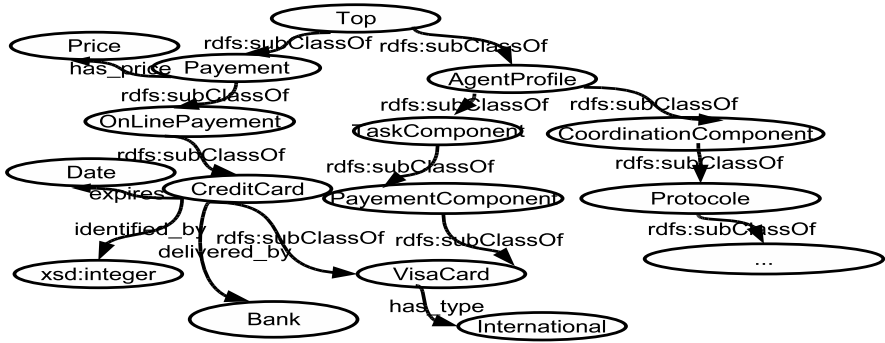 Top
Price
rdfs:subClassOf
rdfs:subClassOf
has_price
Payement
AgentProfile
rdfs:subClassOf
rdfs:subClassOf
rdfs:subClassOf
OnLinePayement
TaskComponent
CoordinationComponent
rdfs:subClassOf
rdfs:subClassOf
rdfs:subClassOf
Date
expires
CreditCard
PayementComponent
Protocole
identified_by
delivered_by
rdfs:subClassOf
rdfs:subClassOf
rdfs:subClassOf
xsd:integer
VisaCard
...
has_type
Bank
International